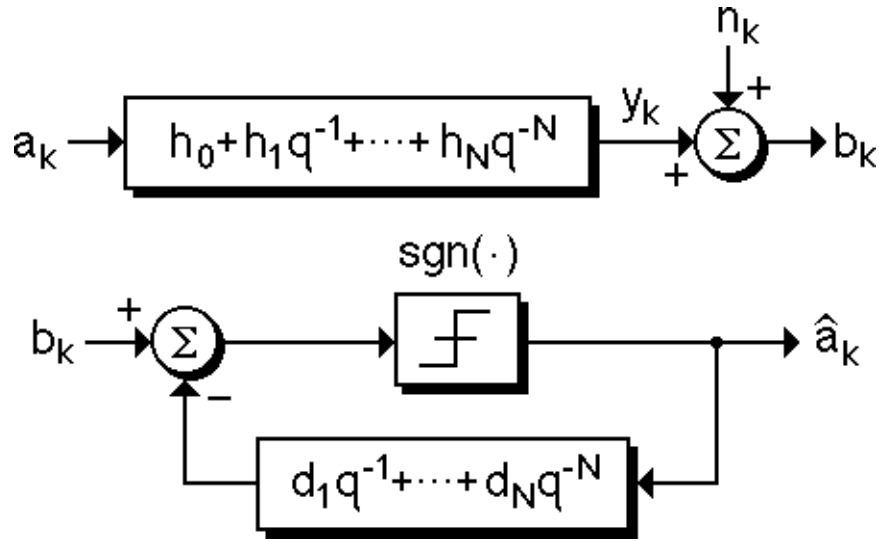 n_k
a_k h_0+h_1q^-1+···+h_Nq^-N y_k + + Σ b_k
sgn(·)
b_k + − Σ â_k
d_1q^-1+···+d_Nq^-N